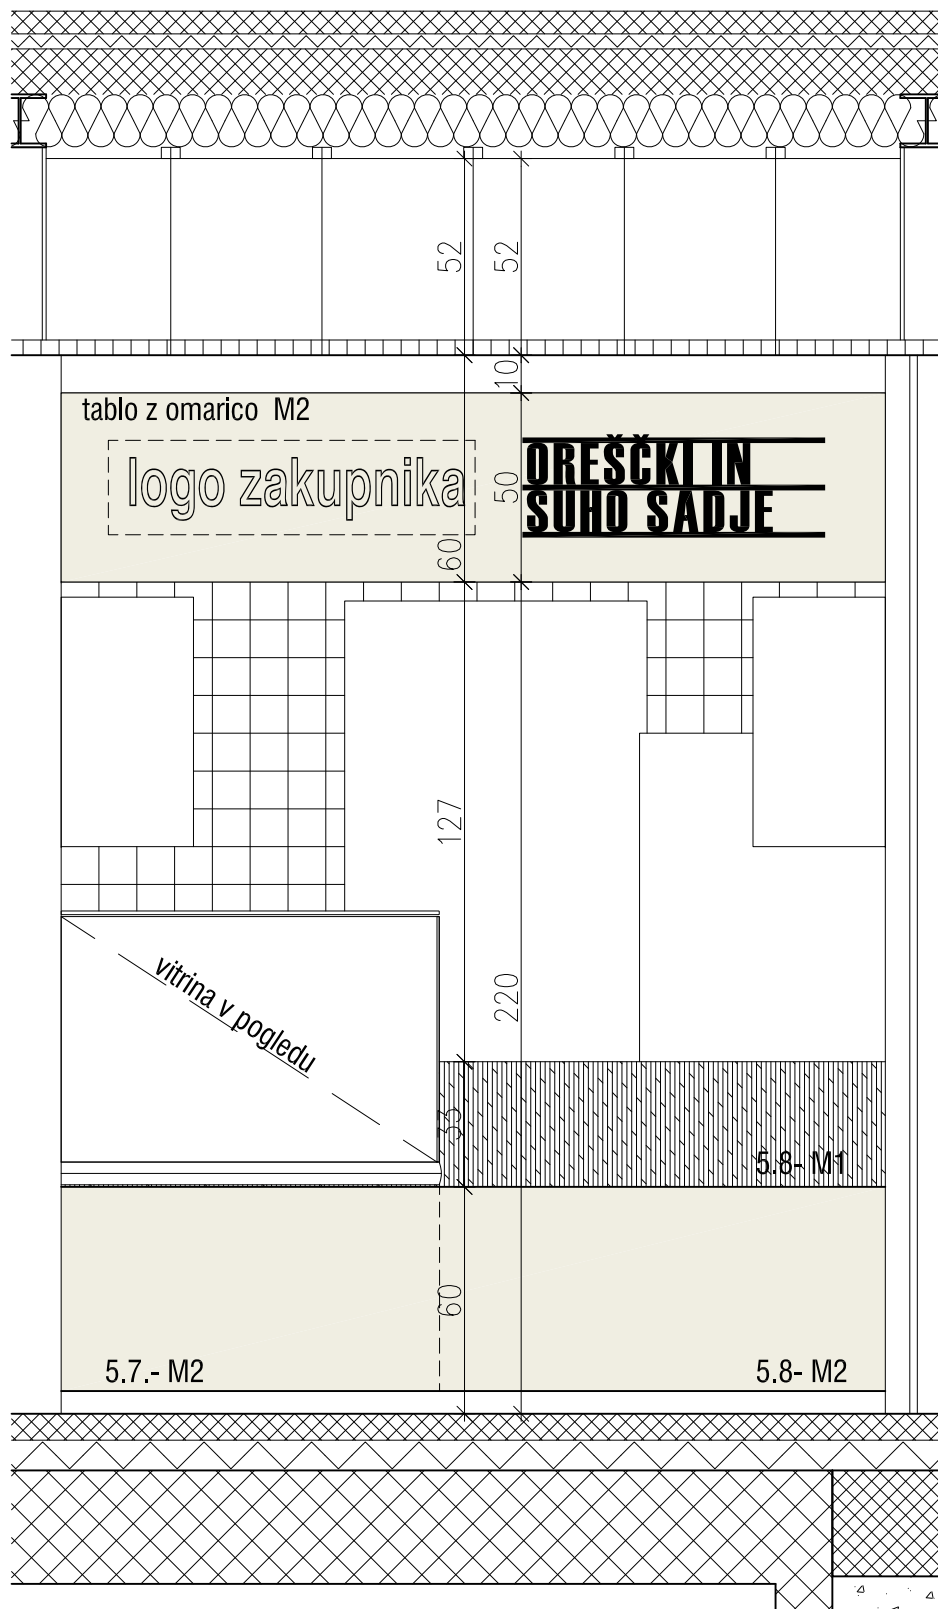 52
52
10
tablo z omarico M2
logo zakupnika
OREŠČKI IN
SUHO SADJE
50
60
127
vitrina v pogledu
220
33
5.8- M1
60
5.7.- M2
5.8- M2